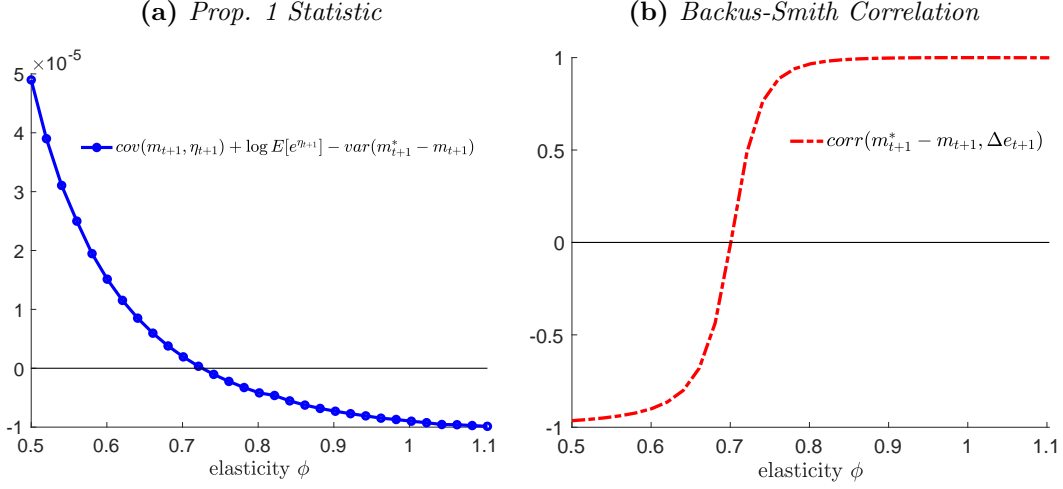 (a) Prop. 1 Statistic
×10⁻⁵
5
4
3
2
1
0
-1
cov(m_{t+1}, η_{t+1}) + log E[e^{η_{t+1}}] − var(m*_{t+1} − m_{t+1})
0.5 0.6 0.7 0.8 0.9 1 1.1
elasticity ϕ
(b) Backus-Smith Correlation
1
0.5
0
-0.5
-1
corr(m*_{t+1} − m_{t+1}, Δe_{t+1})
0.5 0.6 0.7 0.8 0.9 1 1.1
elasticity ϕ